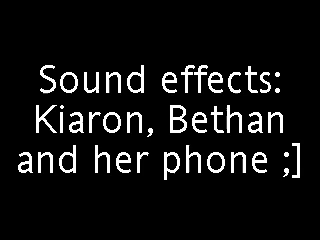 Sound effects:
Kiaron, Bethan
and her phone ;]